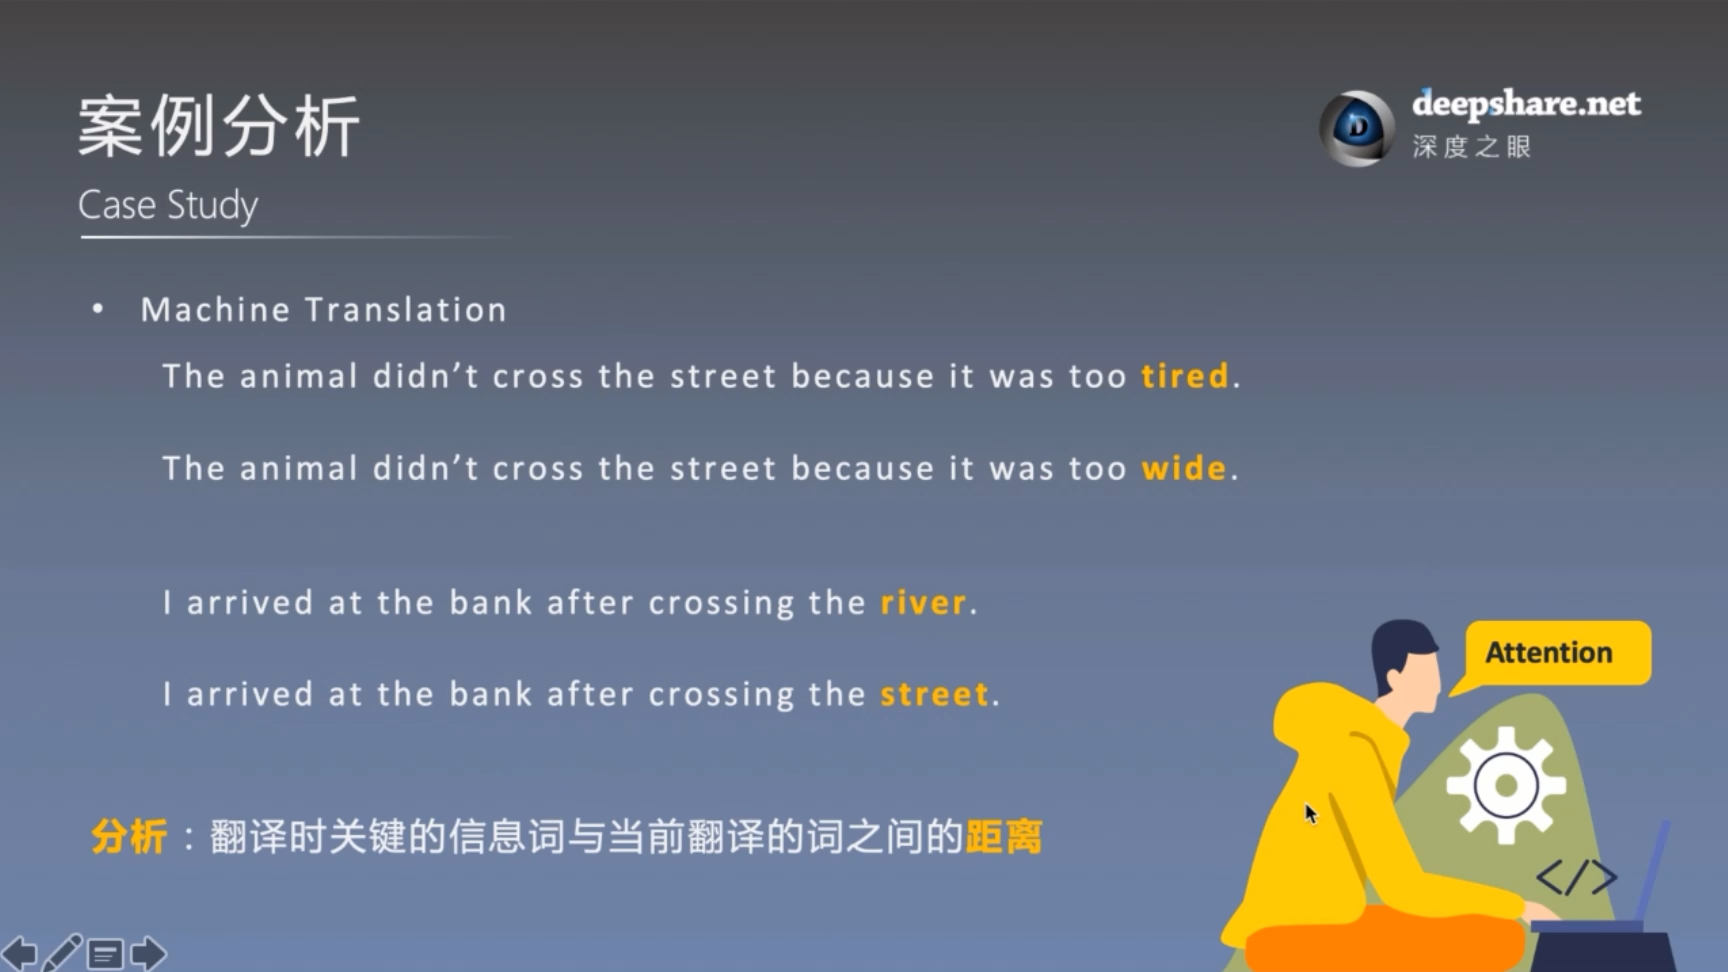 案例分析
Case Study
deepshare.net
深度之眼
• Machine Translation
The animal didn’t cross the street because it was too tired.
The animal didn’t cross the street because it was too wide.
I arrived at the bank after crossing the river.
I arrived at the bank after crossing the street.
Attention
</>
分析：翻译时关键的信息词与当前翻译的词之间的距离